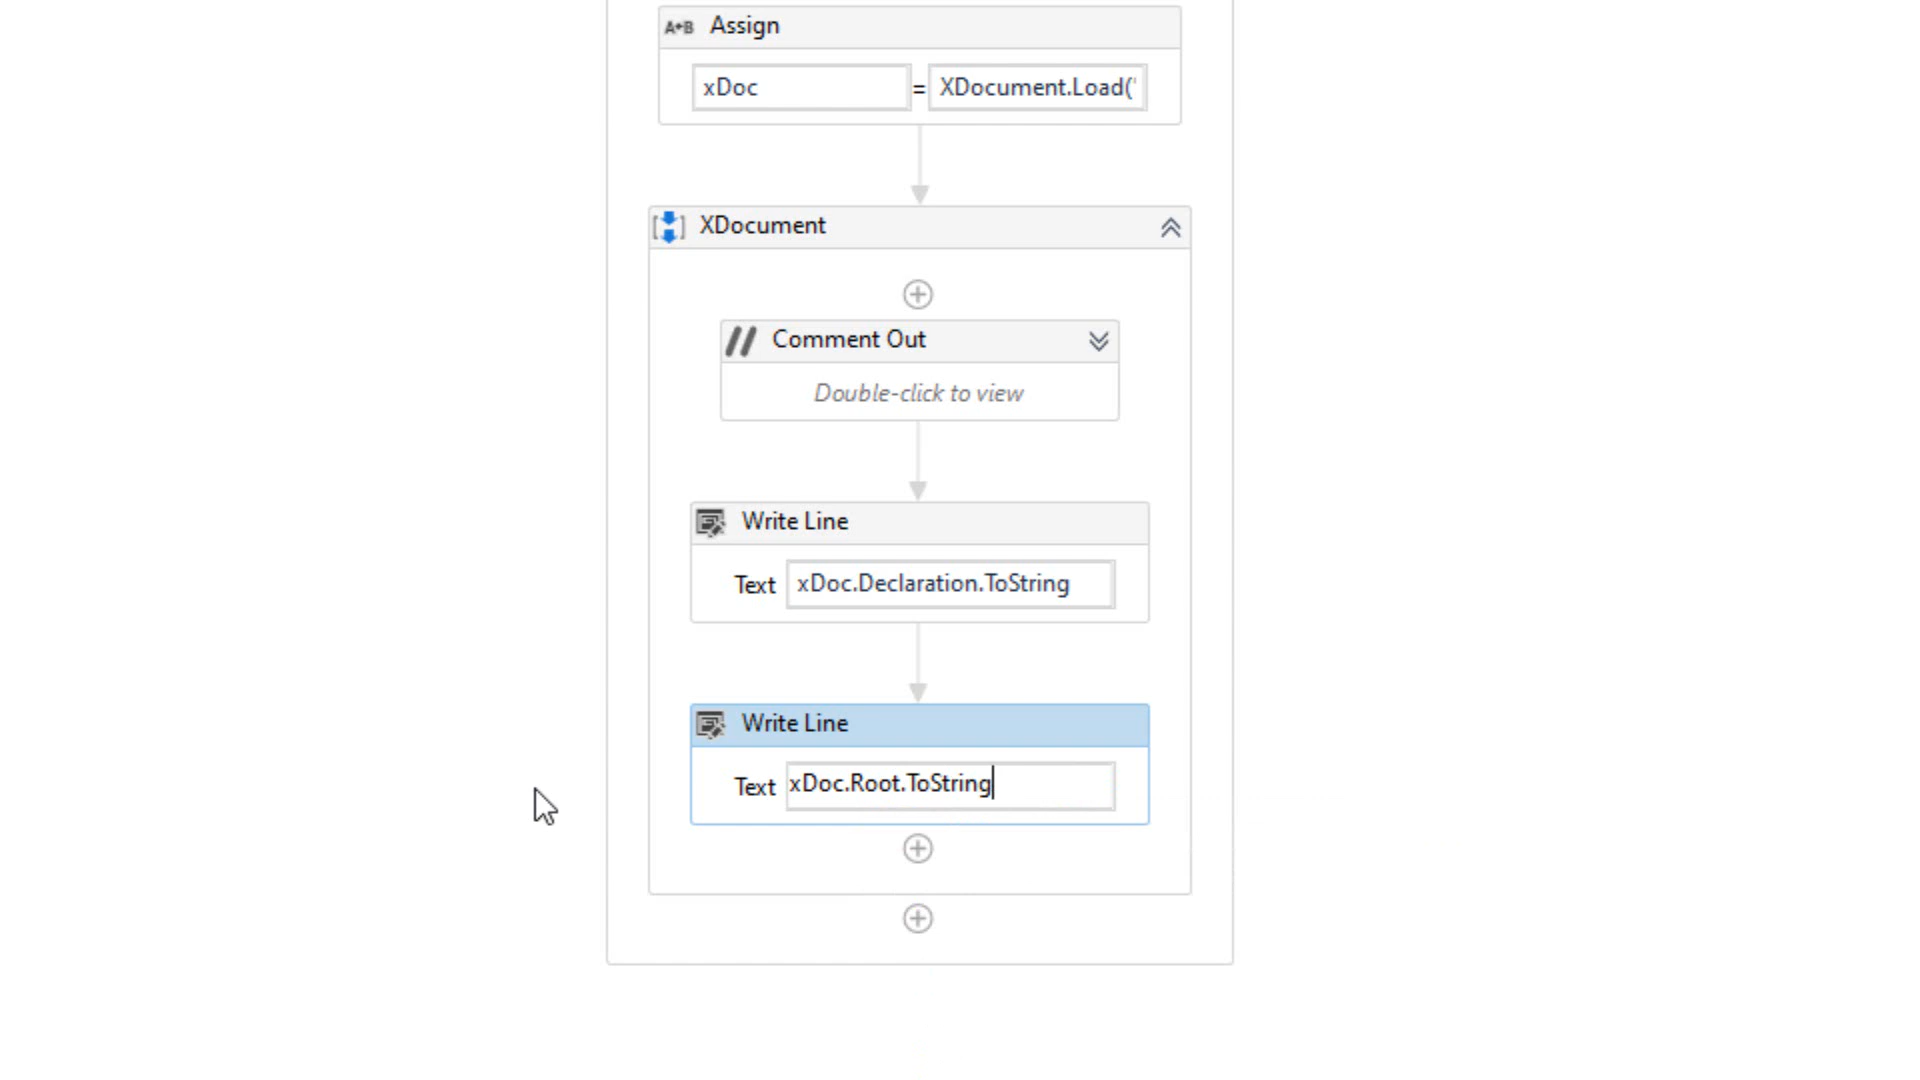 A+B Assign
xDoc = XDocument.Load('
XDocument
Comment Out
Double-click to view
Write Line
Text xDoc.Declaration.ToString
Write Line
Text xDoc.Root.ToString